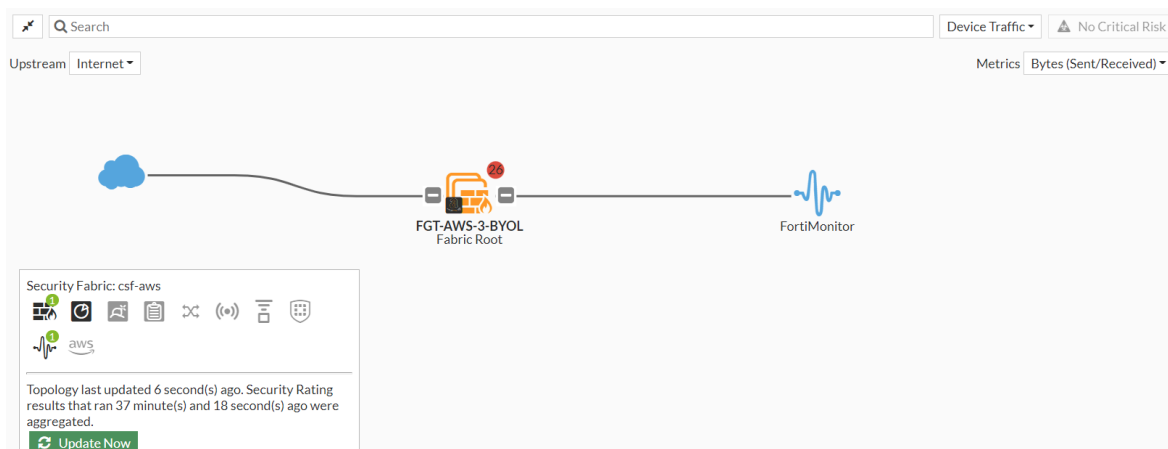 Search
Device Traffic
No Critical Risk
Upstream Internet
Metrics Bytes (Sent/Received)
26
FGT-AWS-3-BYOL
Fabric Root
FortiMonitor
Security Fabric: csf-aws
1
1
aws
Topology last updated 6 second(s) ago. Security Rating
results that ran 37 minute(s) and 18 second(s) ago were
aggregated.
Update Now